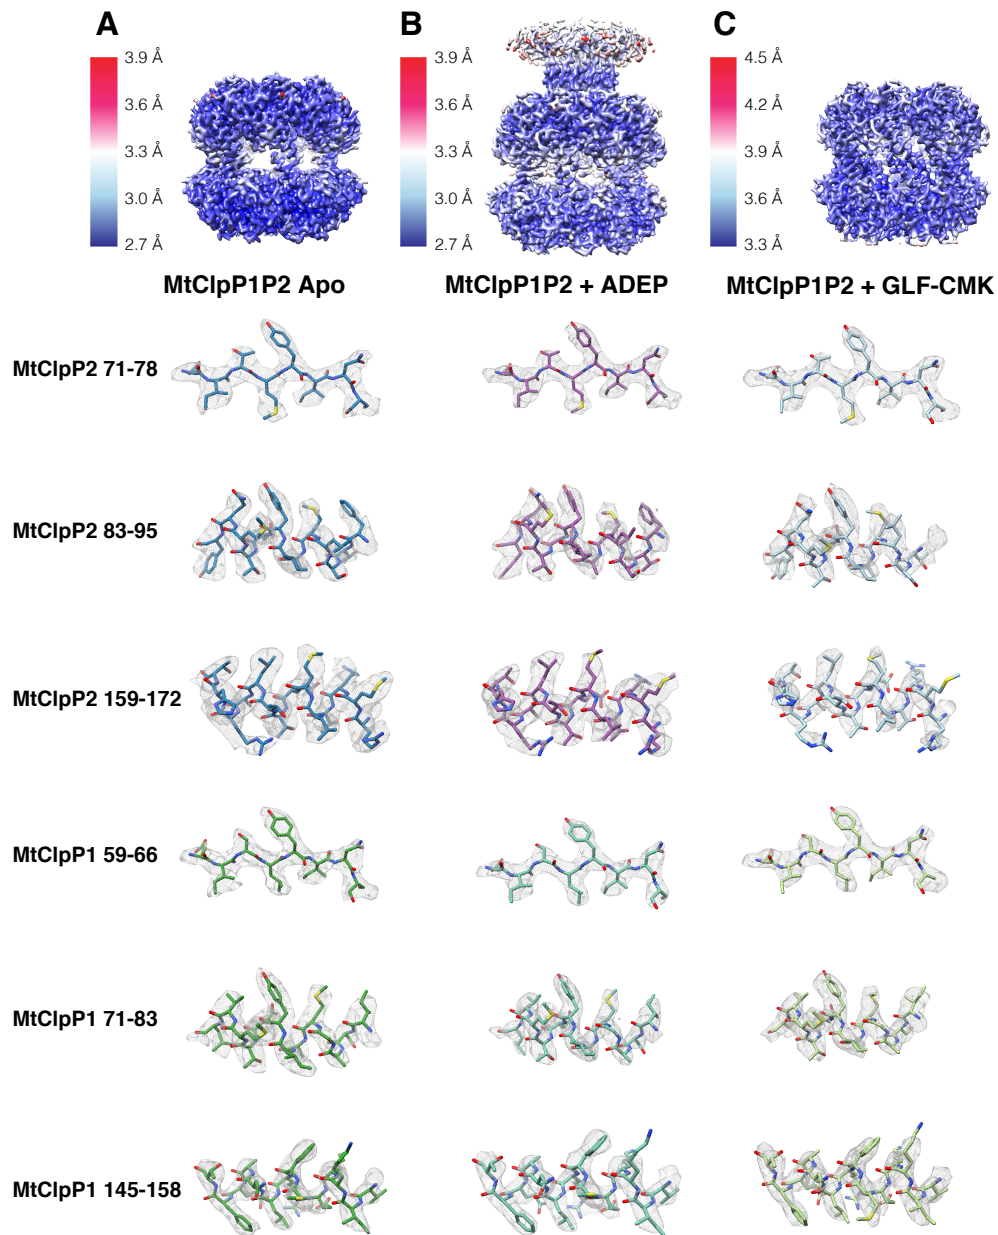 A
B
C
3.9 Å
3.6 Å
3.3 Å
3.0 Å
2.7 Å
3.9 Å
3.6 Å
3.3 Å
3.0 Å
2.7 Å
4.5 Å
4.2 Å
3.9 Å
3.6 Å
3.3 Å
MtClpP1P2 Apo
MtClpP1P2 + ADEP
MtClpP1P2 + GLF-CMK
MtClpP2 71-78
MtClpP2 83-95
MtClpP2 159-172
MtClpP1 59-66
MtClpP1 71-83
MtClpP1 145-158